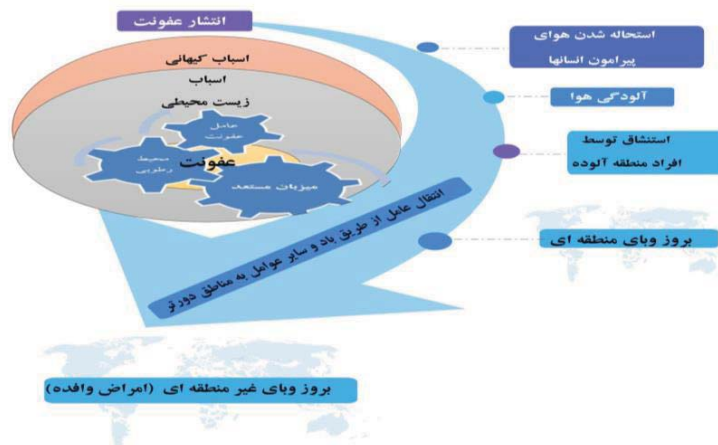 انتشار عفونت
اسباب کیهانی
اسباب
زیست محیطی
عامل
عفونت
محیط
رطوبی
عفونت
میزبان مستعد
استحاله شدن هوای
پیرامون انسانها
آلودگی هوا
استنشاق توسط
افراد منطقه آلوده
بروز وبای منطقه ای
انتقال عامل از طریق باد و سایر عوامل به مناطق دورتر
بروز وبای غیر منطقه ای (امراض وافده)